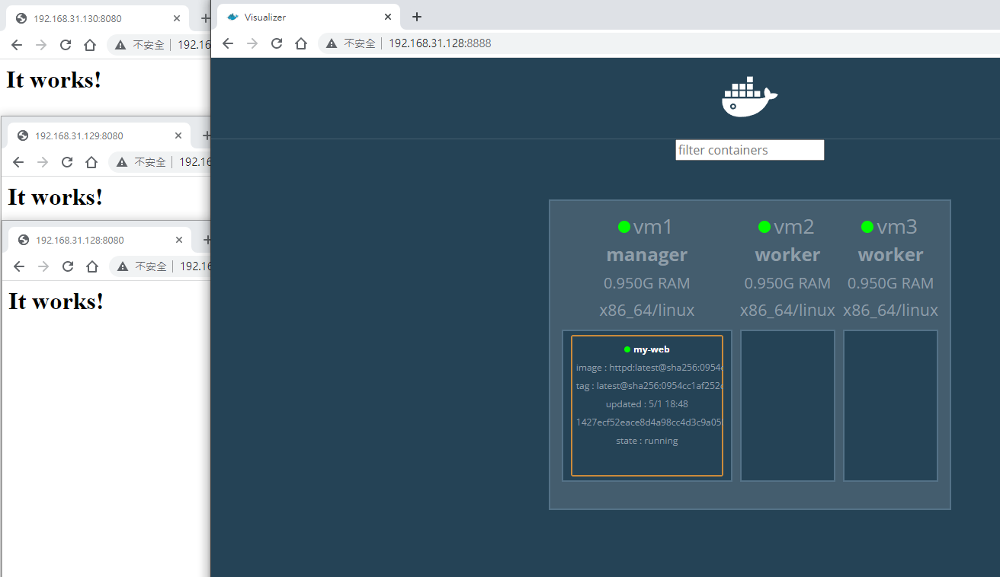 192.168.31.130:8080
不安全
192.16
It works!
192.168.31.129:8080
不安全
192.16
It works!
192.168.31.128:8080
不安全
192.16
It works!
Visualizer
不安全
192.168.31.128:8888
filter containers
vm1
manager
0.950G RAM
x86_64/linux
vm2
worker
0.950G RAM
x86_64/linux
vm3
worker
0.950G RAM
x86_64/linux
my-web
image : httpd:latest@sha256:0954
tag : latest@sha256:0954cc1af252
updated : 5/1 18:48
1427ecf52eace8d4a98cc4d3c9a05
state : running